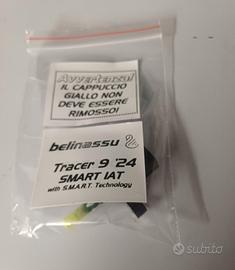 Avvertenza!
IL CAPPUCCIO
GIALLO NON
DEVE ESSERE
RIMOSSO!
belinassu
Tracer 9 '24
SMART IAT
with S.M.A.R.T. Technology
subito